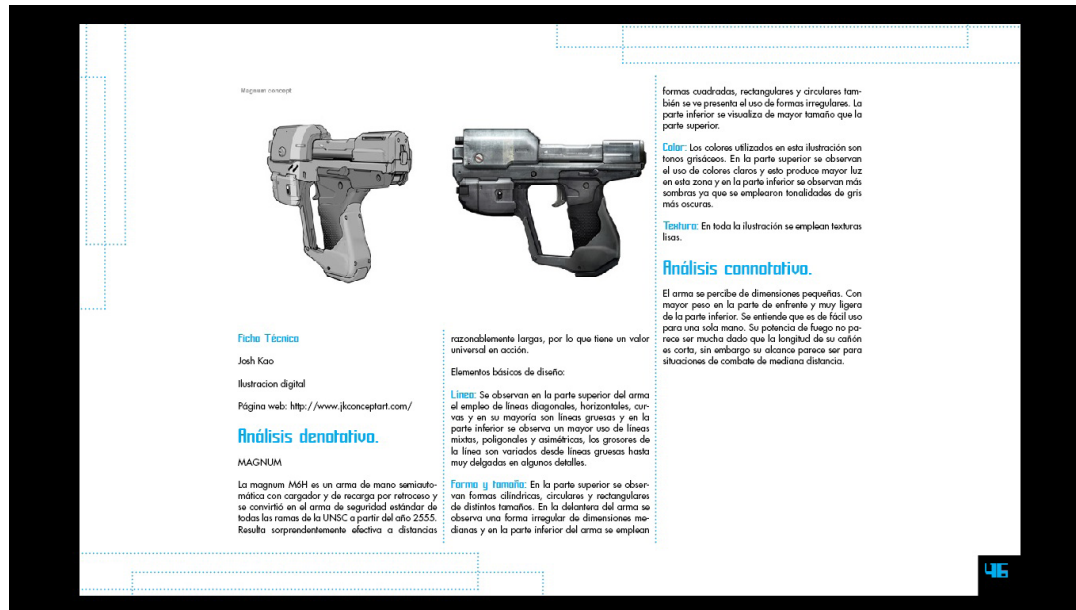 Magnum concept
Ficha Técnica
Josh Kao
Ilustracion digital
Página web: http://www.jkconceptart.com/
Análisis denotativo.
MAGNUM
La magnum M6H es un arma de mano semiauto-
mática con cargador y de recarga por retroceso y
se convirtió en el arma de seguridad estándar de
todas las ramas de la UNSC a partir del año 2555.
Resulta sorprendentemente efectiva a distancias
razonablemente largas, por lo que tiene un valor
universal en acción.
Elementos básicos de diseño:
Línea: Se observan en la parte superior del arma
el empleo de líneas diagonales, horizontales, cur-
vas y en su mayoría son líneas gruesas y en la
parte inferior se observa un mayor uso de líneas
mixtas, poligonales y asimétricas, los grosores de
la línea son variados desde líneas gruesas hasta
muy delgadas en algunos detalles.
Forma y tamaño: En la parte superior se obser-
van formas cilíndricas, circulares y rectangulares
de distintos tamaños. En la delantera del arma se
observa una forma irregular de dimensiones me-
dianas y en la parte inferior del arma se emplean
formas cuadradas, rectangulares y circulares tam-
bién se ve presenta el uso de formas irregulares. La
parte inferior se visualiza de mayor tamaño que la
parte superior.
Color: Los colores utilizados en esta ilustración son
tonos grisáceos. En la parte superior se observan
el uso de colores claros y esto produce mayor luz
en esta zona y en la parte inferior se observan más
sombras ya que se emplearon tonalidades de gris
más oscuras.
Textura: En toda la ilustración se emplean texturas
lisas.
Análisis connotativo.
El arma se percibe de dimensiones pequeñas. Con
mayor peso en la parte de enfrente y muy ligera
de la parte inferior. Se entiende que es de fácil uso
para una sola mano. Su potencia de fuego no pa-
rece ser mucha dado que la longitud de su cañón
es corta, sin embargo su alcance parece ser para
situaciones de combate de mediana distancia.
46